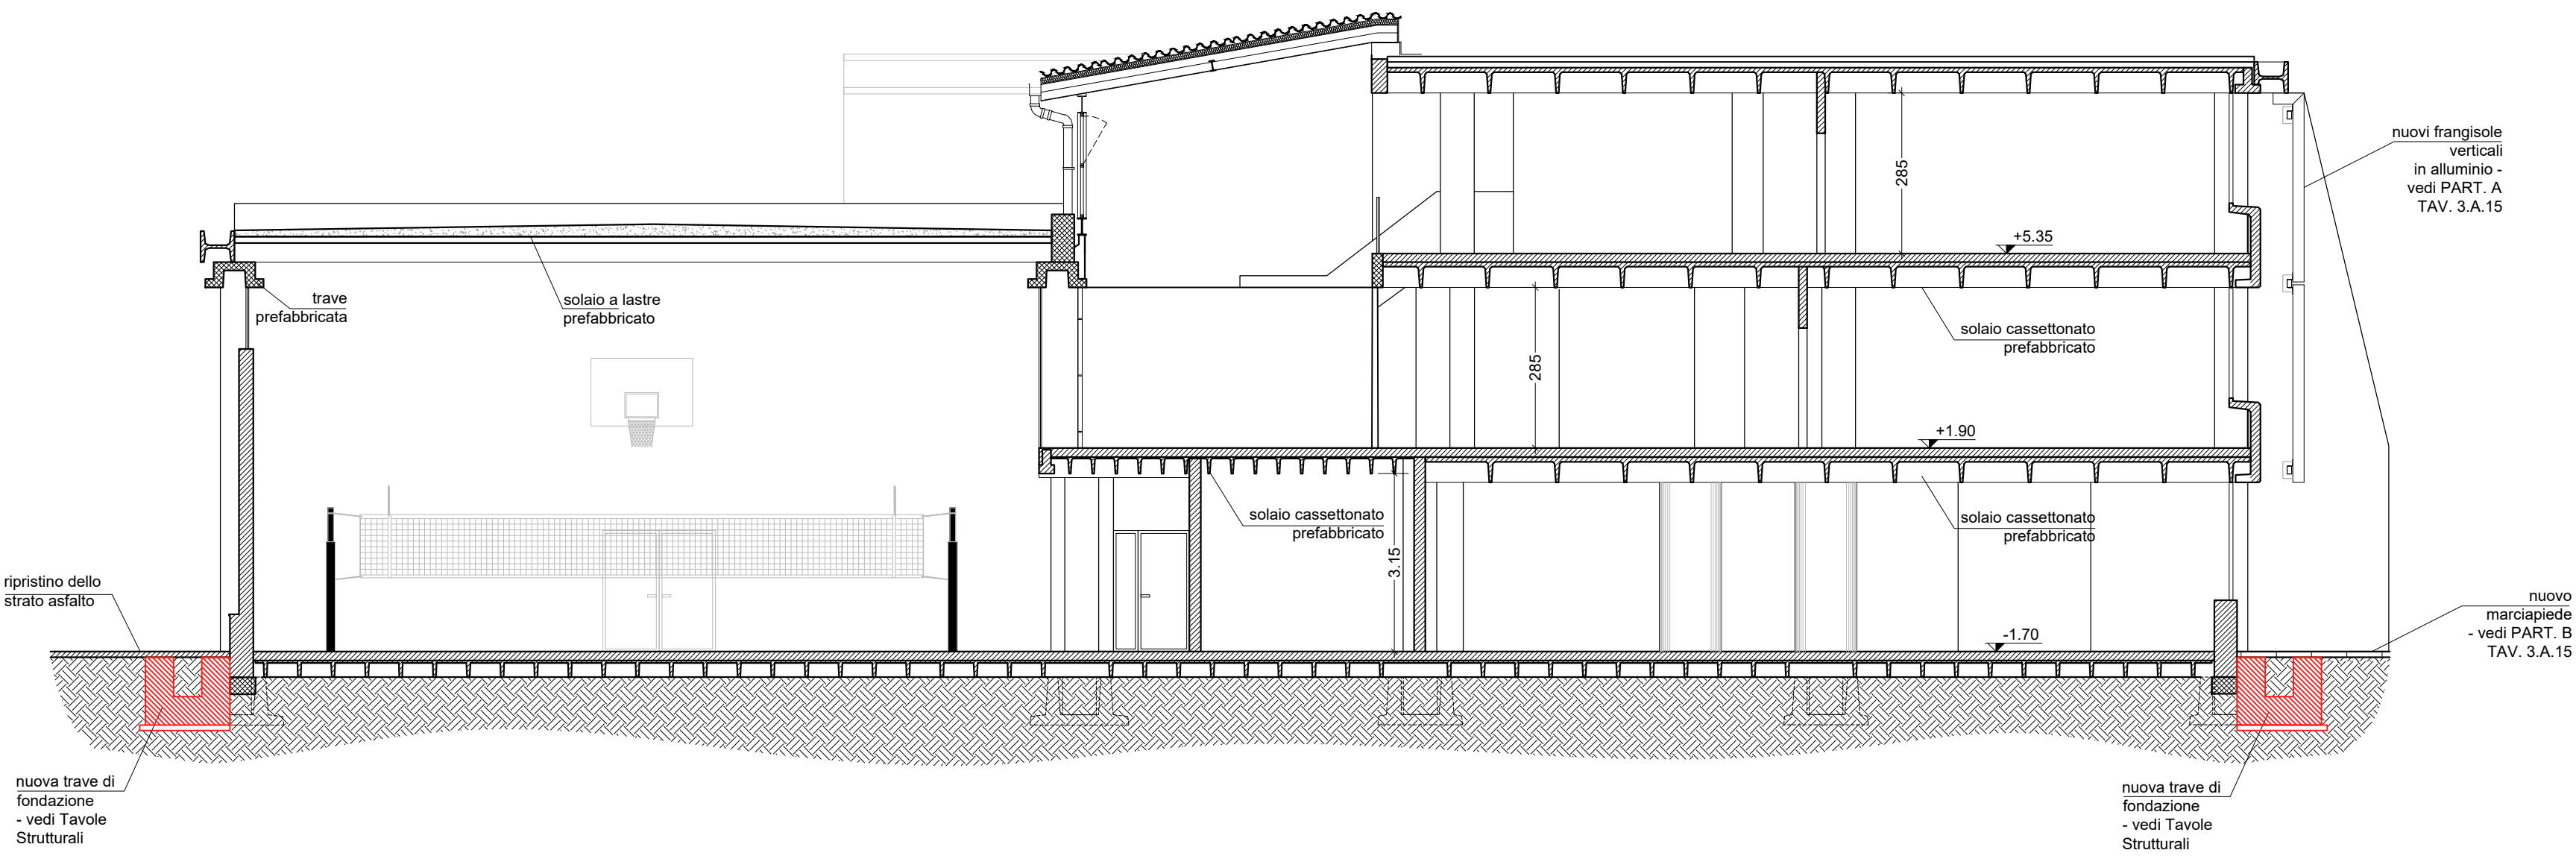 nuovi frangisole
verticali
in alluminio -
vedi PART. A
TAV. 3.A.15
285
+5.35
trave
prefabbricata
solaio a lastre
prefabbricato
solaio cassettonato
prefabbricato
285
+1.90
solaio cassettonato
prefabbricato
solaio cassettonato
prefabbricato
3.15
ripristino dello
strato asfalto
nuovo
marciapiede
- vedi PART. B
TAV. 3.A.15
-1.70
nuova trave di
fondazione
- vedi Tavole
Strutturali
nuova trave di
fondazione
- vedi Tavole
Strutturali